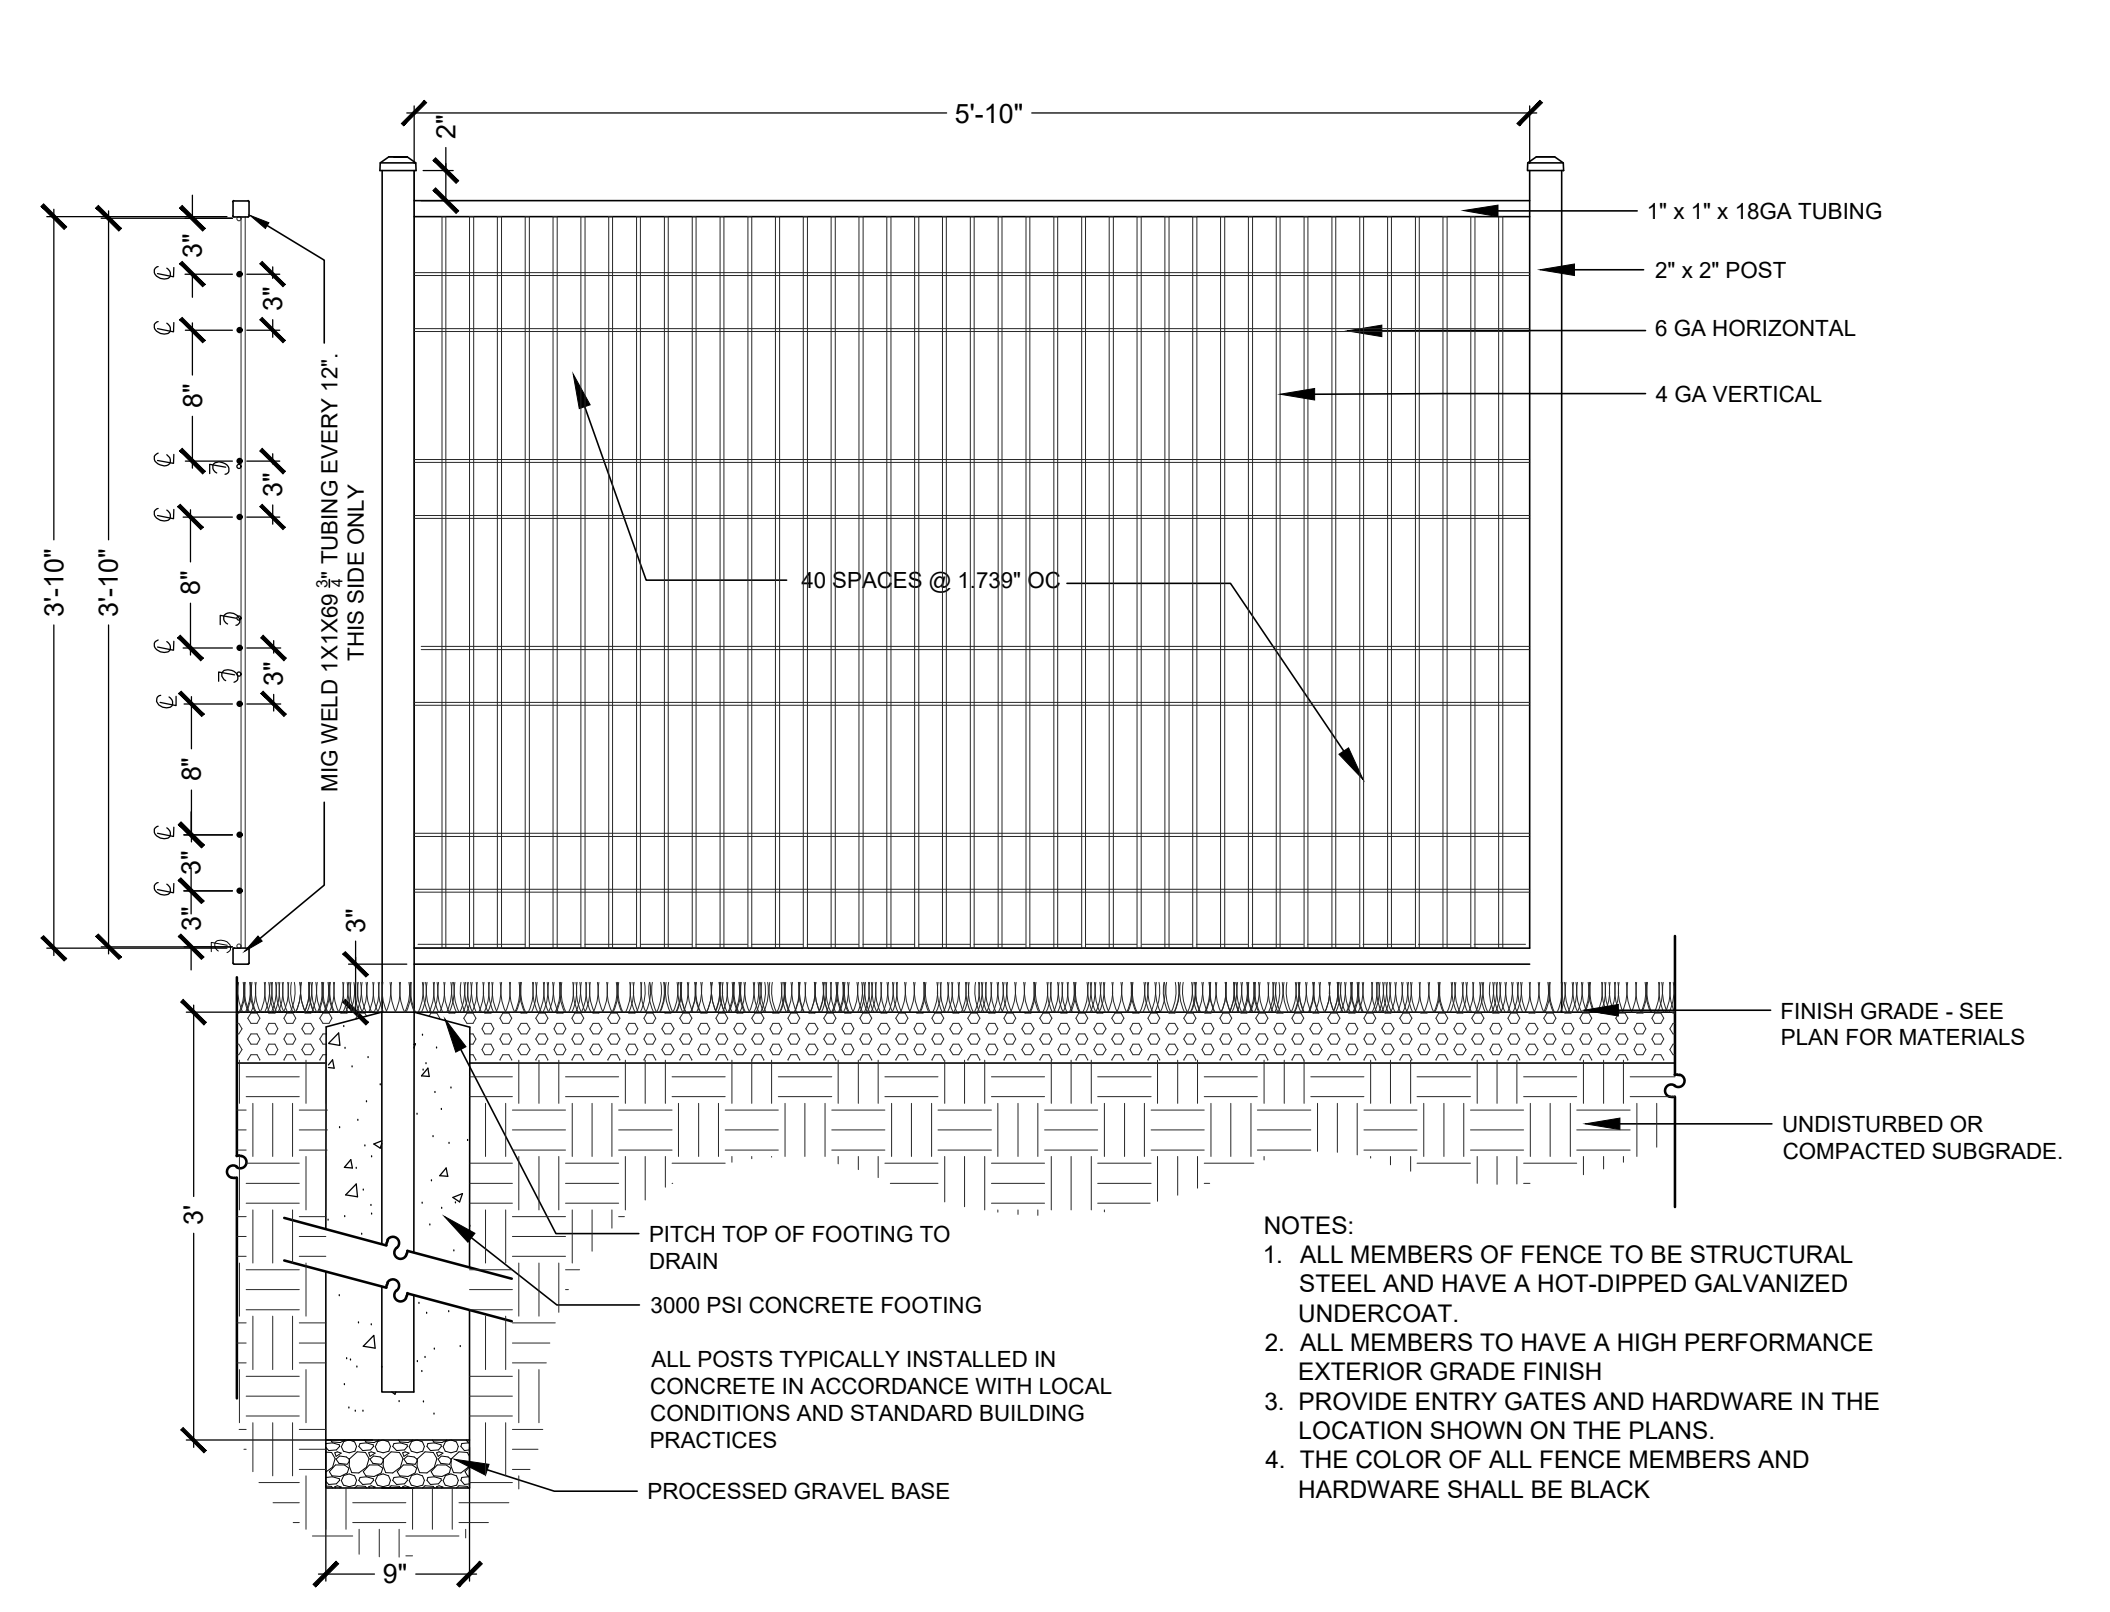 5'-10"
2"
1" x 1" x 18GA TUBING
3"
2" x 2" POST
3"
6 GA HORIZONTAL
8"
4 GA VERTICAL
3"
3'-10"
3'-10"
8"
MIG WELD 1X1X69 3/4" TUBING EVERY 12".
THIS SIDE ONLY
40 SPACES @ 1.739" OC
3"
8"
3"
3"
3"
FINISH GRADE - SEE
PLAN FOR MATERIALS
UNDISTURBED OR
COMPACTED SUBGRADE.
3'
PITCH TOP OF FOOTING TO
DRAIN
3000 PSI CONCRETE FOOTING
ALL POSTS TYPICALLY INSTALLED IN
CONCRETE IN ACCORDANCE WITH LOCAL
CONDITIONS AND STANDARD BUILDING
PRACTICES
PROCESSED GRAVEL BASE
9"
NOTES:
1. ALL MEMBERS OF FENCE TO BE STRUCTURAL
STEEL AND HAVE A HOT-DIPPED GALVANIZED
UNDERCOAT.
2. ALL MEMBERS TO HAVE A HIGH PERFORMANCE
EXTERIOR GRADE FINISH
3. PROVIDE ENTRY GATES AND HARDWARE IN THE
LOCATION SHOWN ON THE PLANS.
4. THE COLOR OF ALL FENCE MEMBERS AND
HARDWARE SHALL BE BLACK